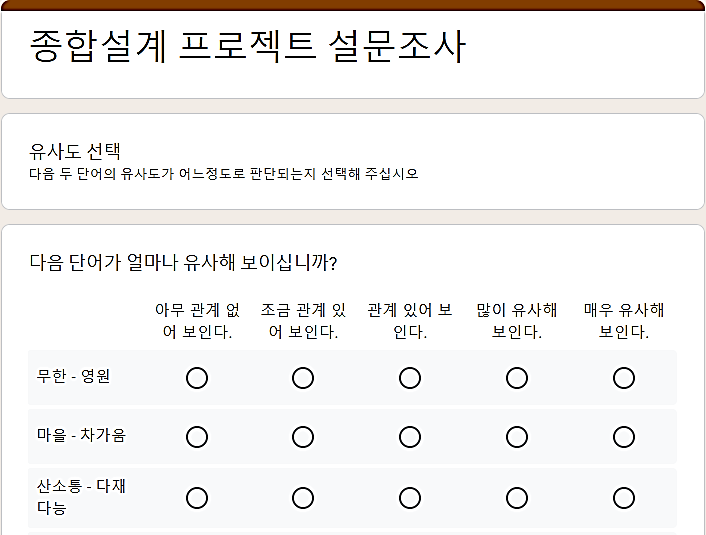 종합설계 프로젝트 설문조사
유사도 선택
다음 두 단어의 유사도가 어느정도로 판단되는지 선택해 주십시오
다음 단어가 얼마나 유사해 보이십니까?
아무 관계 없
어 보인다.
조금 관계 있
어 보인다.
관계 있어 보
인다.
많이 유사해
보인다.
매우 유사해
보인다.
무한 - 영원
마을 - 차가움
산소통 - 다재
다능